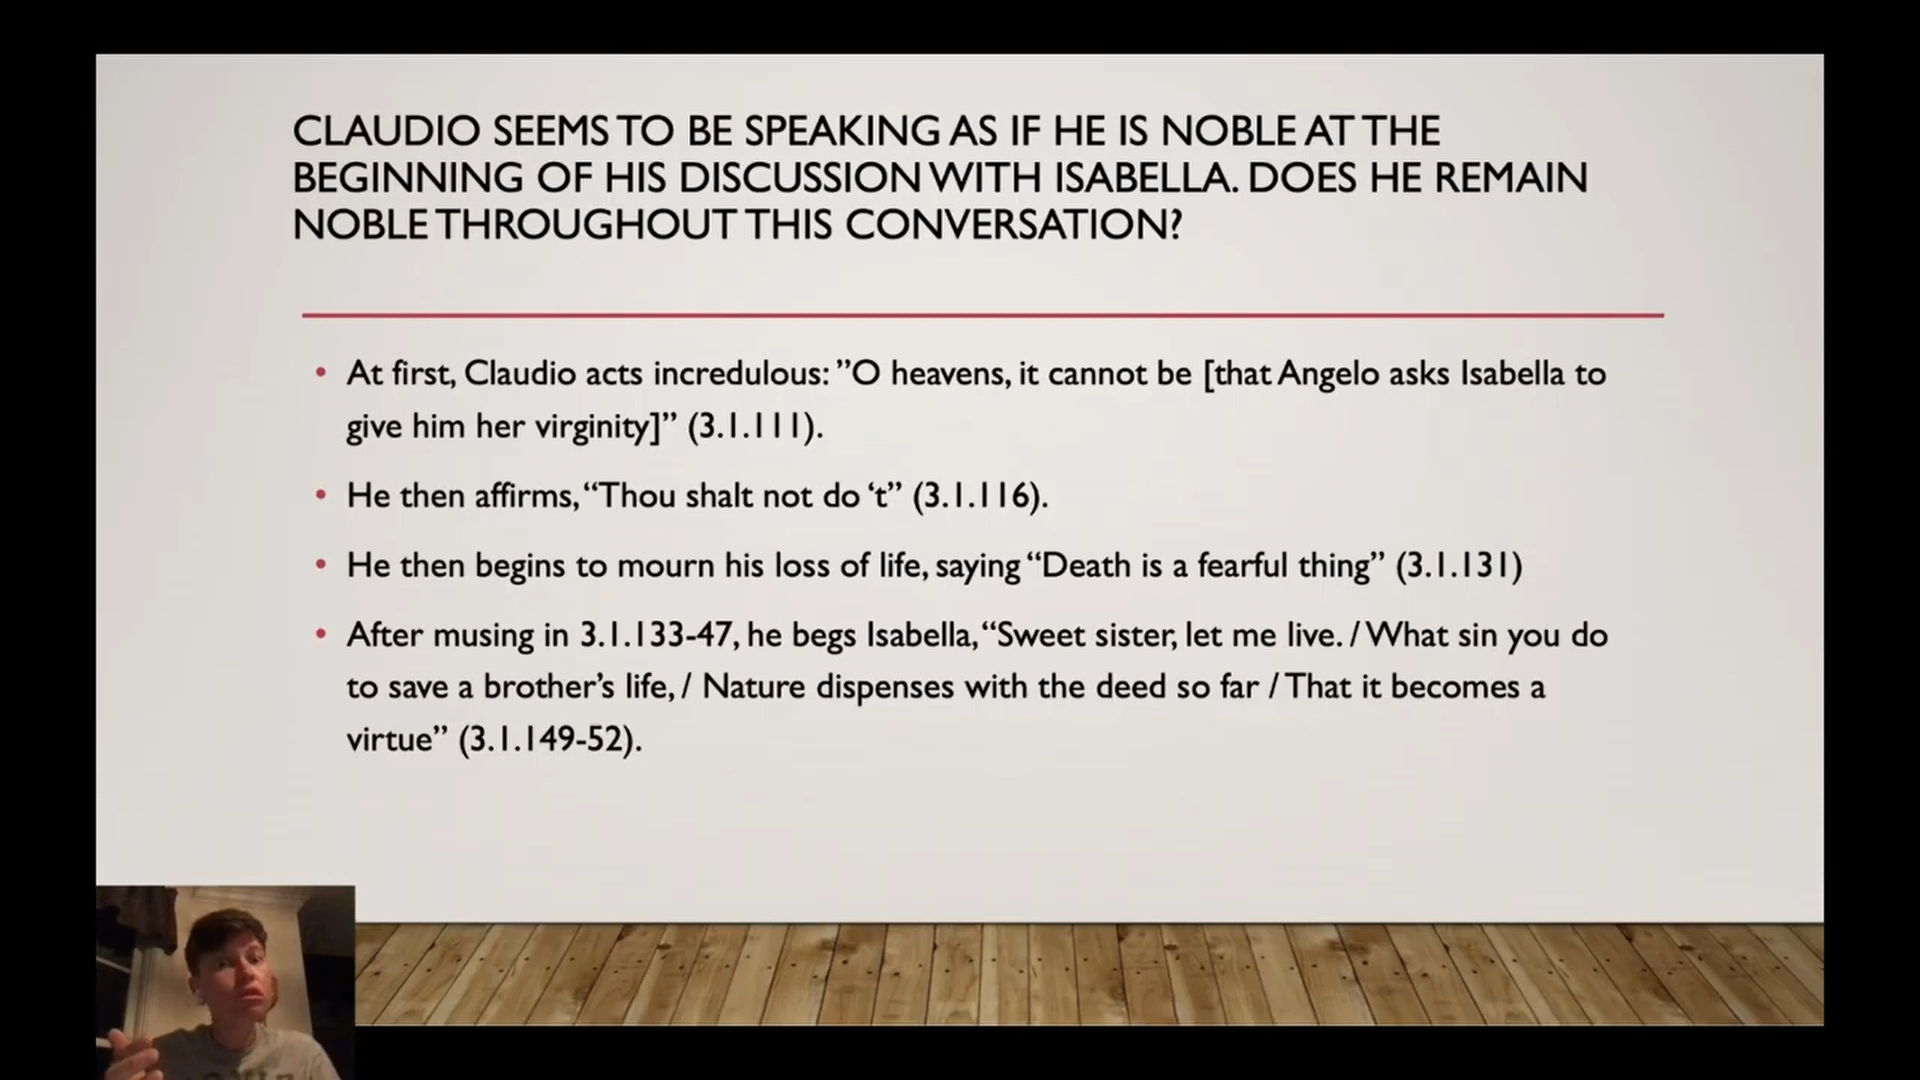 CLAUDIO SEEMS TO BE SPEAKING AS IF HE IS NOBLE AT THE
BEGINNING OF HIS DISCUSSION WITH ISABELLA. DOES HE REMAIN
NOBLE THROUGHOUT THIS CONVERSATION?
• At first, Claudio acts incredulous: ”O heavens, it cannot be [that Angelo asks Isabella to
give him her virginity]” (3.1.111).
• He then affirms, “Thou shalt not do ‘t” (3.1.116).
• He then begins to mourn his loss of life, saying “Death is a fearful thing” (3.1.131)
• After musing in 3.1.133-47, he begs Isabella, “Sweet sister, let me live. / What sin you do
to save a brother’s life, / Nature dispenses with the deed so far / That it becomes a
virtue” (3.1.149-52).